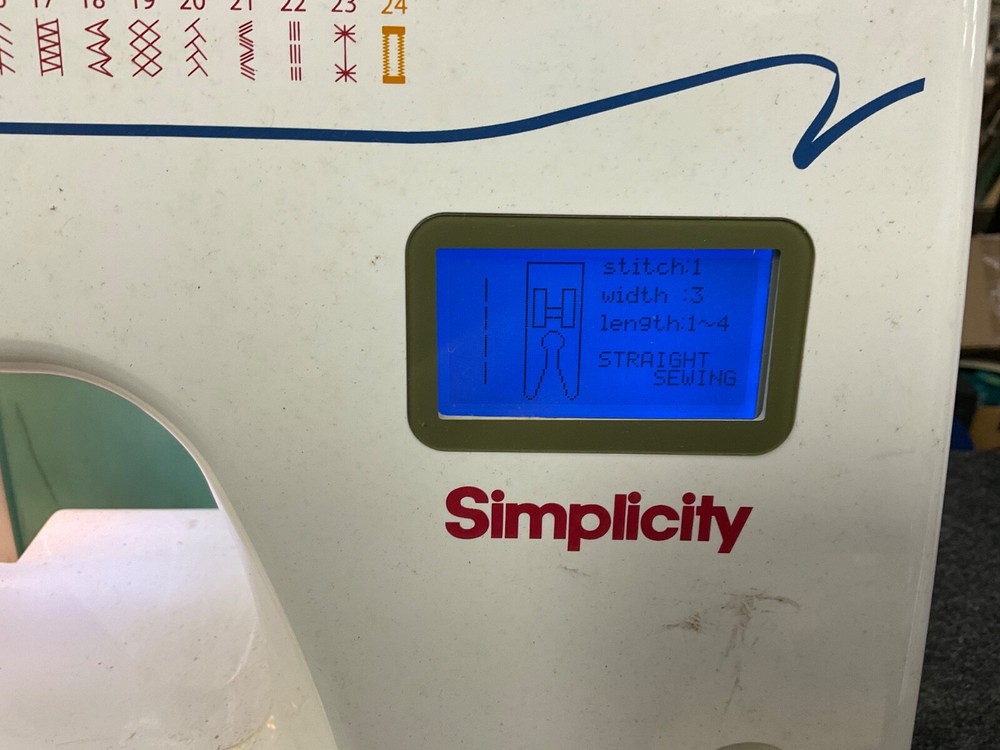 17 18 19 20 21 22 23 24
stitch:1
width :3
length:1~4
STRAIGHT
SEWING
Simplicity